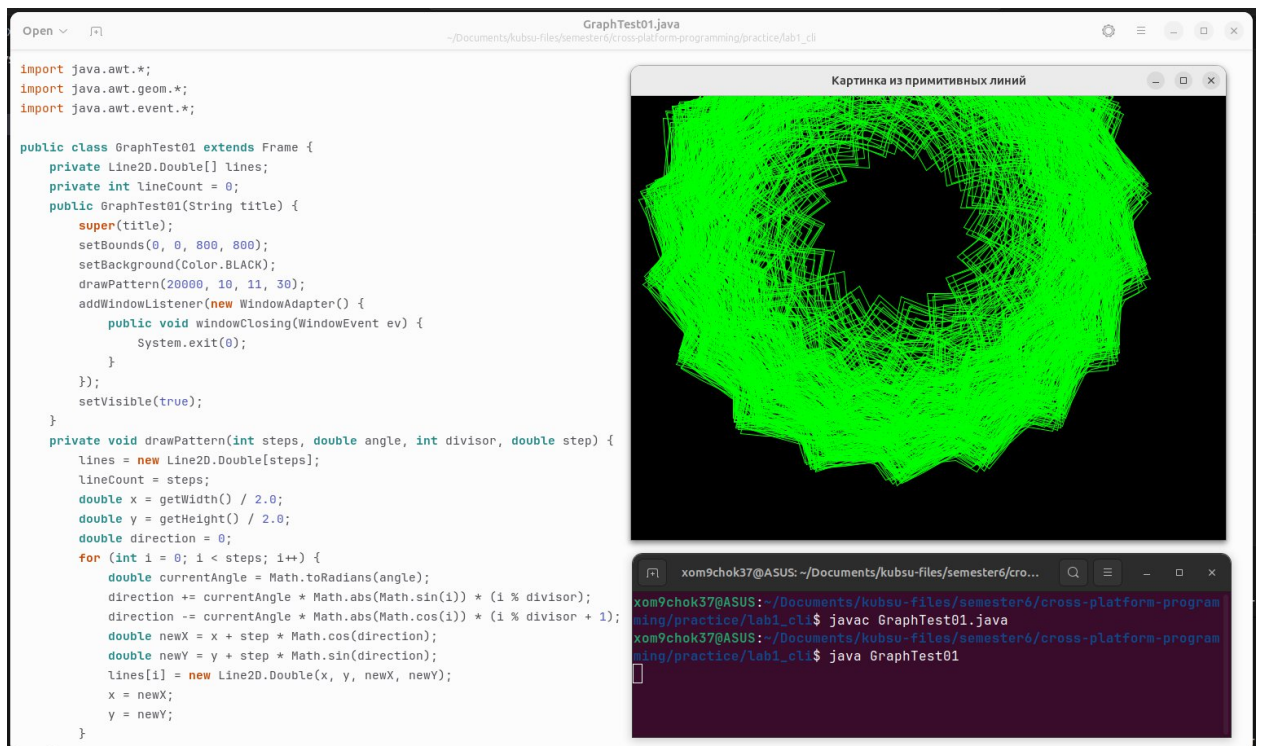 Open
GraphTest01.java
~/Documents/kubsu-files/semester6/cross-platform-programming/practice/lab1_cli
import java.awt.*;
import java.awt.geom.*;
import java.awt.event.*;
public class GraphTest01 extends Frame {
private Line2D.Double[] lines;
private int lineCount = 0;
public GraphTest01(String title) {
super(title);
setBounds(0, 0, 800, 800);
setBackground(Color.BLACK);
drawPattern(20000, 10, 11, 30);
addWindowListener(new WindowAdapter() {
public void windowClosing(WindowEvent ev) {
System.exit(0);
}
});
setVisible(true);
}
private void drawPattern(int steps, double angle, int divisor, double step) {
lines = new Line2D.Double[steps];
lineCount = steps;
double x = getWidth() / 2.0;
double y = getHeight() / 2.0;
double direction = 0;
for (int i = 0; i < steps; i++) {
double currentAngle = Math.toRadians(angle);
direction += currentAngle * Math.abs(Math.sin(i)) * (i % divisor);
direction -= currentAngle * Math.abs(Math.cos(i)) * (i % divisor + 1);
double newX = x + step * Math.cos(direction);
double newY = y + step * Math.sin(direction);
lines[i] = new Line2D.Double(x, y, newX, newY);
x = newX;
y = newY;
}
Картинка из примитивных линий
xom9chok37@ASUS: ~/Documents/kubsu-files/semester6/cro...
xom9chok37@ASUS:~/Documents/kubsu-files/semester6/cross-platform-program
ming/practice/lab1_cli$ javac GraphTest01.java
xom9chok37@ASUS:~/Documents/kubsu-files/semester6/cross-platform-program
ming/practice/lab1_cli$ java GraphTest01